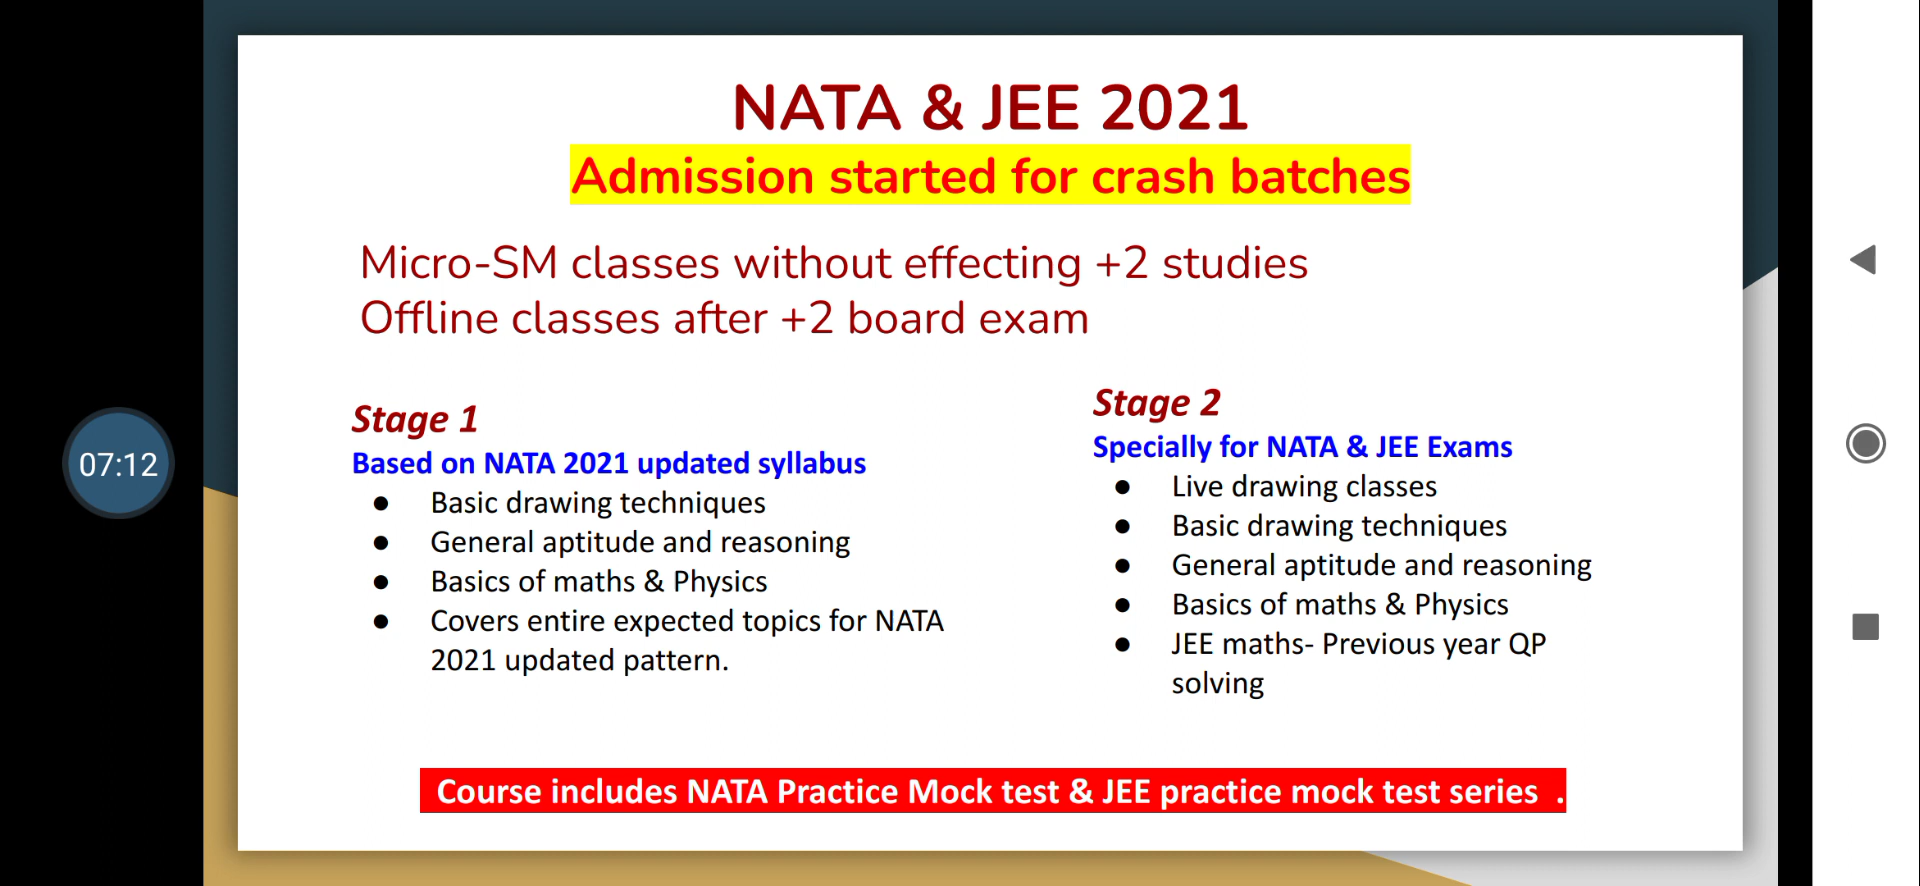 NATA & JEE 2021
Admission started for crash batches
Micro-SM classes without effecting +2 studies
Offline classes after +2 board exam
07:12
Stage 1
Based on NATA 2021 updated syllabus
● Basic drawing techniques
● General aptitude and reasoning
● Basics of maths & Physics
● Covers entire expected topics for NATA
2021 updated pattern.
Stage 2
Specially for NATA & JEE Exams
● Live drawing classes
● Basic drawing techniques
● General aptitude and reasoning
● Basics of maths & Physics
● JEE maths- Previous year QP
solving
Course includes NATA Practice Mock test & JEE practice mock test series .